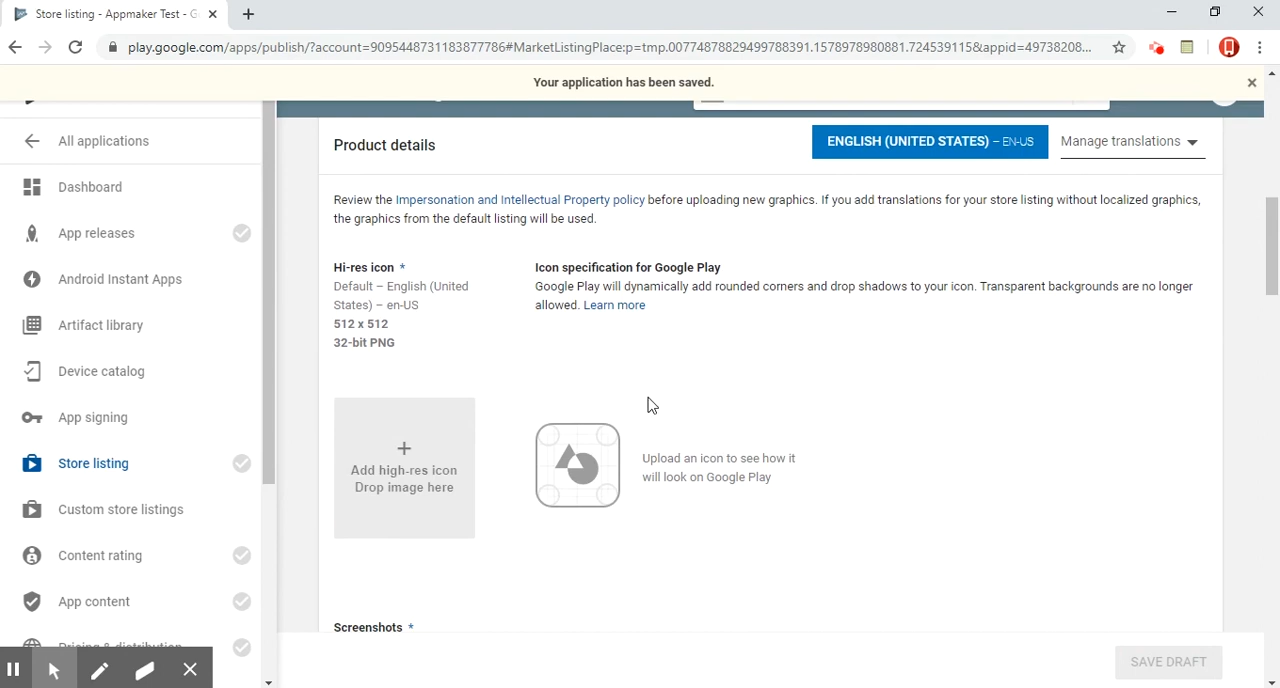 Store listing - Appmaker Test - G
play.google.com/apps/publish/?account=9095448731183877786#MarketListingPlace:p=tmp.00774878829499788391.1578978980881.724539115&appid=49738208...
Your application has been saved.
All applications
Dashboard
App releases
Android Instant Apps
Artifact library
Device catalog
App signing
Store listing
Custom store listings
Content rating
App content
Pricing & distribution
Product details
ENGLISH (UNITED STATES) – EN-US
Manage translations
Review the Impersonation and Intellectual Property policy before uploading new graphics. If you add translations for your store listing without localized graphics,
the graphics from the default listing will be used.
Hi-res icon *
Default – English (United
States) – en-US
512 x 512
32-bit PNG
Icon specification for Google Play
Google Play will dynamically add rounded corners and drop shadows to your icon. Transparent backgrounds are no longer
allowed. Learn more
Add high-res icon
Drop image here
Upload an icon to see how it
will look on Google Play
Screenshots *
SAVE DRAFT